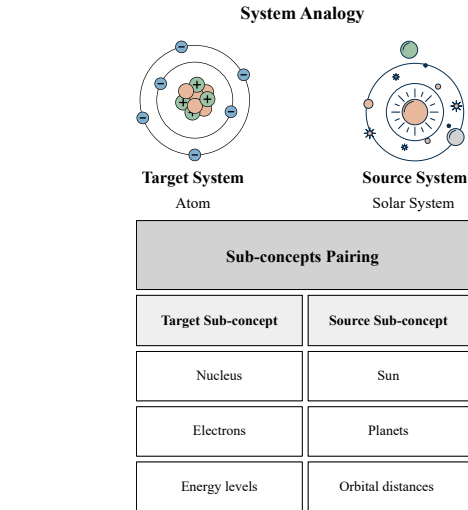 System Analogy
+
+
+
Target System
Source System
Atom
Solar System
Sub-concepts Pairing
Target Sub-concept
Source Sub-concept
Nucleus
Sun
Electrons
Planets
Energy levels
Orbital distances